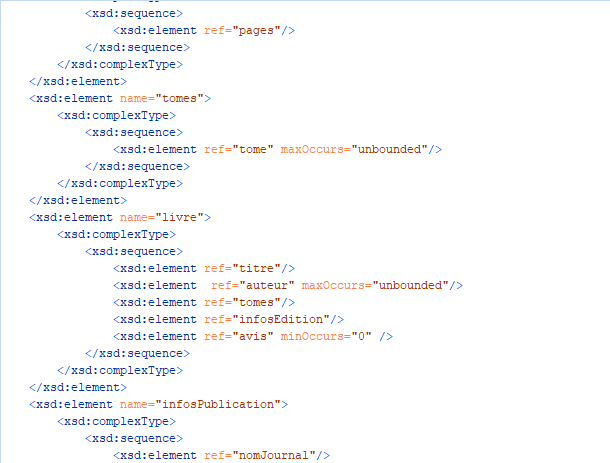 <xsd:sequence>
<xsd:element ref="pages"/>
</xsd:sequence>
</xsd:complexType>
</xsd:element>
<xsd:element name="tomes">
<xsd:complexType>
<xsd:sequence>
<xsd:element ref="tome" maxOccurs="unbounded"/>
</xsd:sequence>
</xsd:complexType>
</xsd:element>
<xsd:element name="livre">
<xsd:complexType>
<xsd:sequence>
<xsd:element ref="titre"/>
<xsd:element  ref="auteur" maxOccurs="unbounded"/>
<xsd:element ref="tomes"/>
<xsd:element ref="infosEdition"/>
<xsd:element ref="avis" minOccurs="0" />
</xsd:sequence>
</xsd:complexType>
</xsd:element>
<xsd:element name="infosPublication">
<xsd:complexType>
<xsd:sequence>
<xsd:element ref="nomJournal"/>